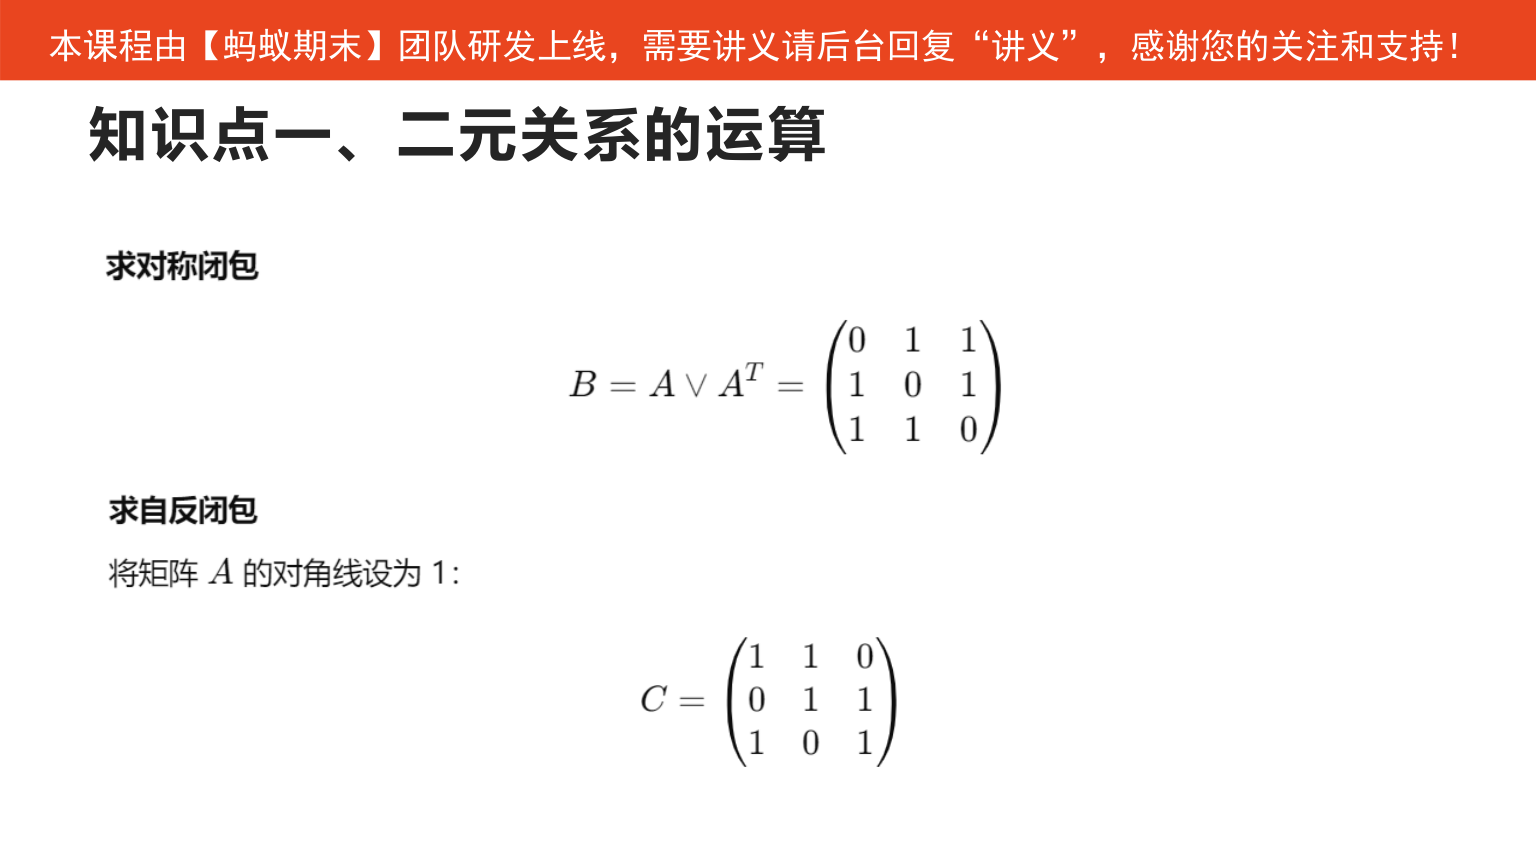 本课程由【蚂蚁期末】团队研发上线，需要讲义请后台回复“讲义”，感谢您的关注和支持！
知识点一、二元关系的运算
求对称闭包
B = A ∨ A^T = (0 1 1
1 0 1
1 1 0)
求自反闭包
将矩阵 A 的对角线设为 1：
C = (1 1 0
0 1 1
1 0 1)